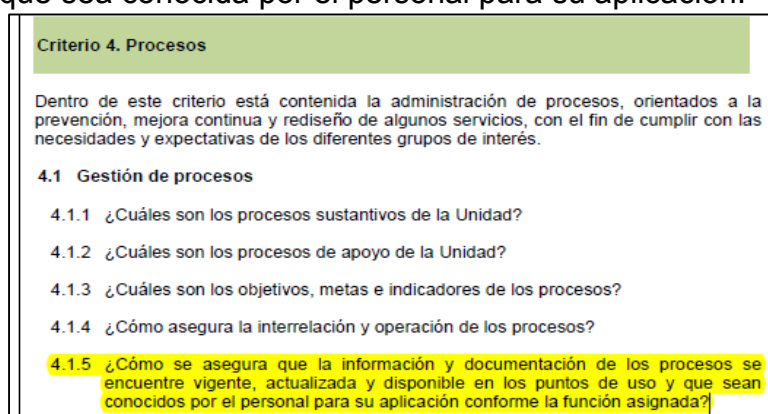 que sea conocida por el personal para su aplicación.
Criterio 4. Procesos
Dentro de este criterio está contenida la administración de procesos, orientados a la
prevención, mejora continua y rediseño de algunos servicios, con el fin de cumplir con las
necesidades y expectativas de los diferentes grupos de interés.
4.1 Gestión de procesos
4.1.1 ¿Cuáles son los procesos sustantivos de la Unidad?
4.1.2 ¿Cuáles son los procesos de apoyo de la Unidad?
4.1.3 ¿Cuáles son los objetivos, metas e indicadores de los procesos?
4.1.4 ¿Cómo asegura la interrelación y operación de los procesos?
4.1.5 ¿Cómo se asegura que la información y documentación de los procesos se
encuentre vigente, actualizada y disponible en los puntos de uso y que sean
conocidos por el personal para su aplicación conforme la función asignada?